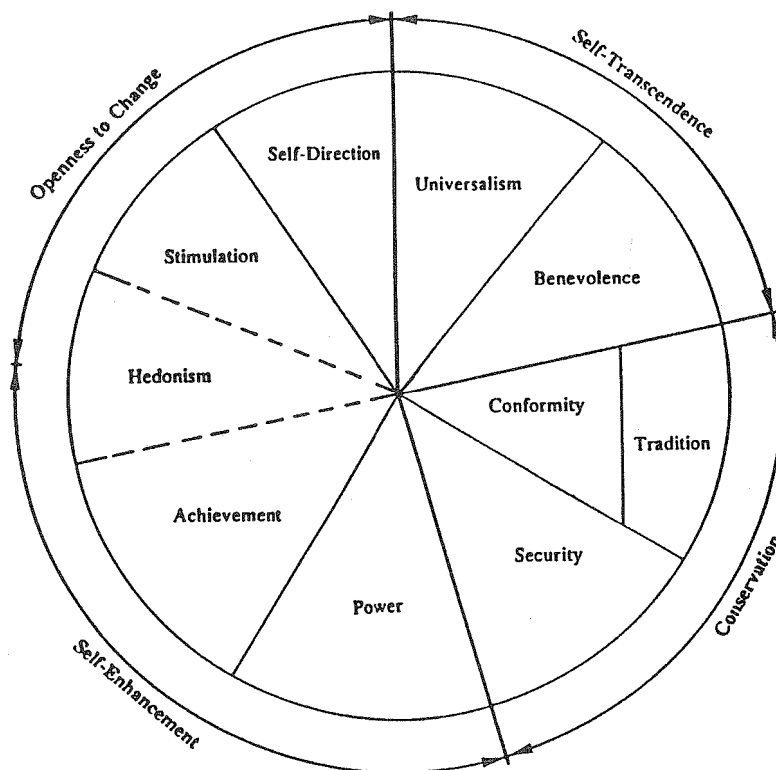 Openness to Change
Self-Transcendence
Self-Direction
Universalism
Stimulation
Benevolence
Hedonism
Conformity
Tradition
Achievement
Security
Power
Self-Enhancement
Conservation